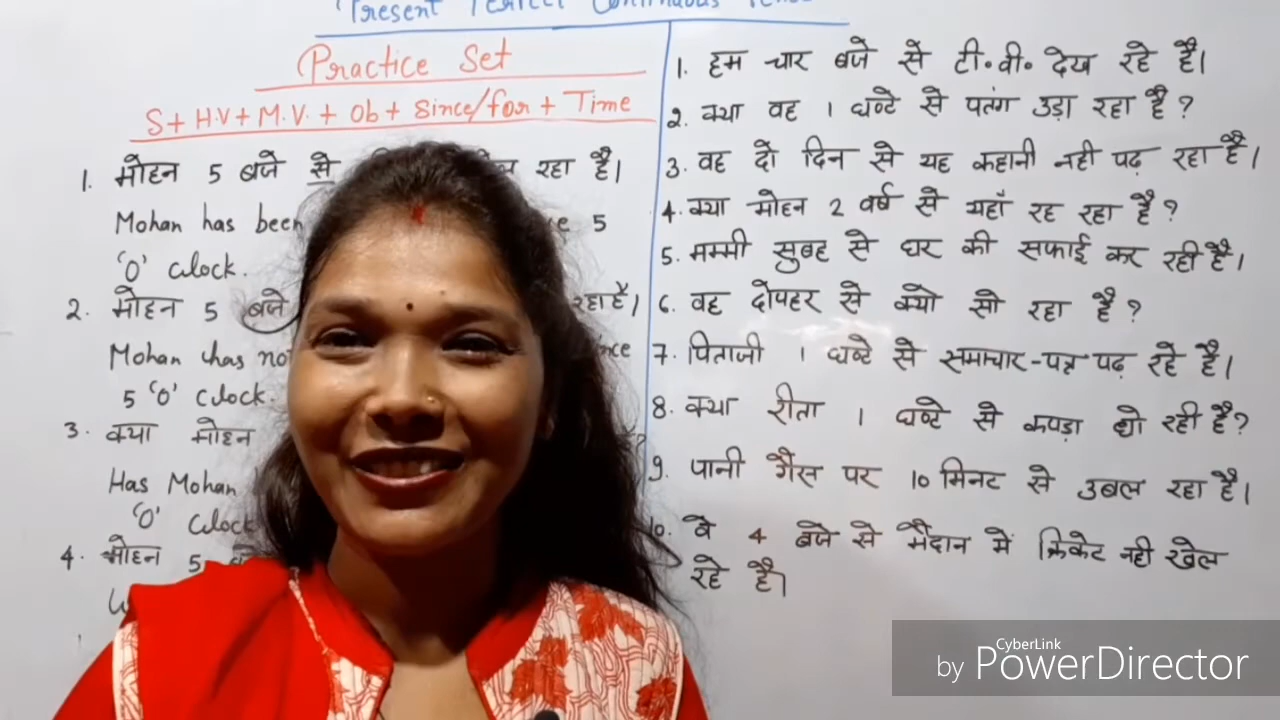 Present Perfect Continuous Tense
Practice Set
S + H.V + M.V. + Ob + Since/for + Time
1. मोहन 5 बजे से रहा है।
Mohan has been 5
'O' Clock.
2. मोहन 5 बजे रहा है।
Mohan has not
5 'O' Clock.
3. क्या मोहन
Has Mohan
'O' Clock
4. मोहन 5
1. हम चार बजे से टी॰वी॰ देख रहे है।
2. क्या वह 1 घण्टे से पतंग उड़ा रहा है?
3. वह दो दिन से यह कहानी नही पढ़ रहा है।
4. क्या मोहन 2 वर्ष से यहाँ रह रहा है?
5. मम्मी सुबह से घर की सफाई कर रही है।
6. वह दोपहर से क्यो सो रहा है?
7. पिताजी 1 घण्टे से समाचार-पत्र पढ़ रहे है।
8. क्या रीता 1 घण्टे से कपड़ा धो रही है?
9. पानी गैस पर 10 मिनट से उबल रहा है।
10. वे 4 बजे से मैदान में क्रिकेट नही खेल
रहे है।
CyberLink
by PowerDirector